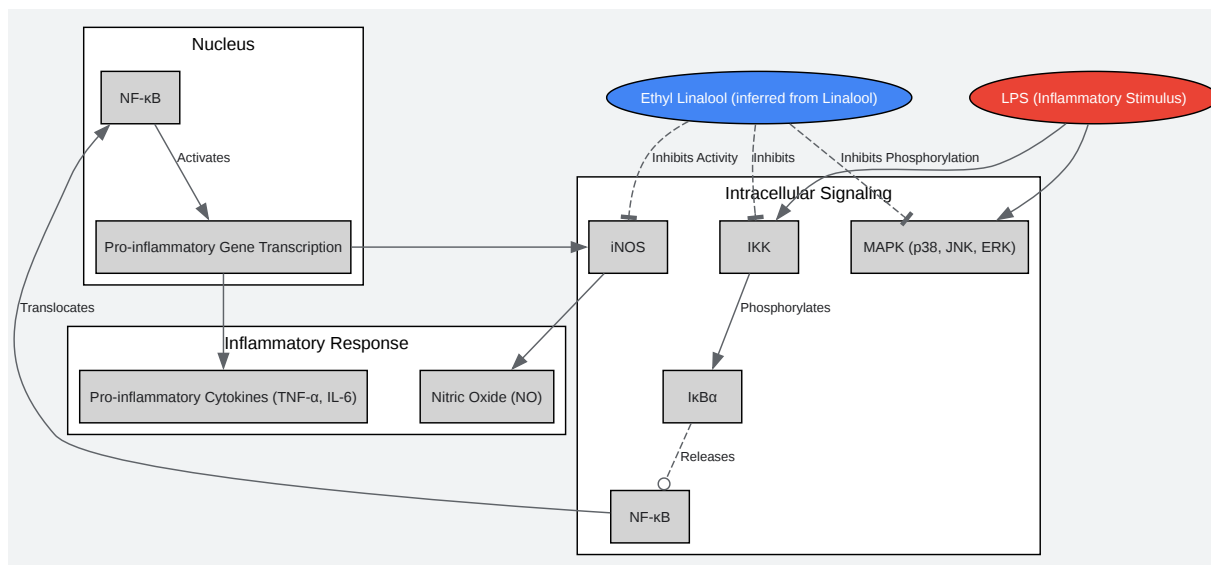 Nucleus
NF-κB
Ethyl Linalool (inferred from Linalool)
LPS (Inflammatory Stimulus)
Activates
Inhibits Activity
Inhibits
Inhibits Phosphorylation
Intracellular Signaling
Pro-inflammatory Gene Transcription
iNOS
IKK
MAPK (p38, JNK, ERK)
Translocates
Phosphorylates
Inflammatory Response
Pro-inflammatory Cytokines (TNF-α, IL-6)
Nitric Oxide (NO)
IκBα
Releases
NF-κB